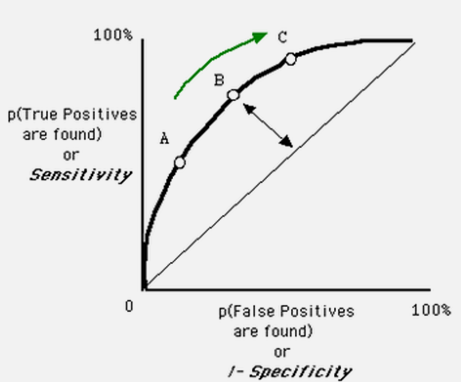 100%
C
B
p(True Positives
are found)
or
Sensitivity
A
0
p(False Positives
are found)
or
1- Specificity
100%